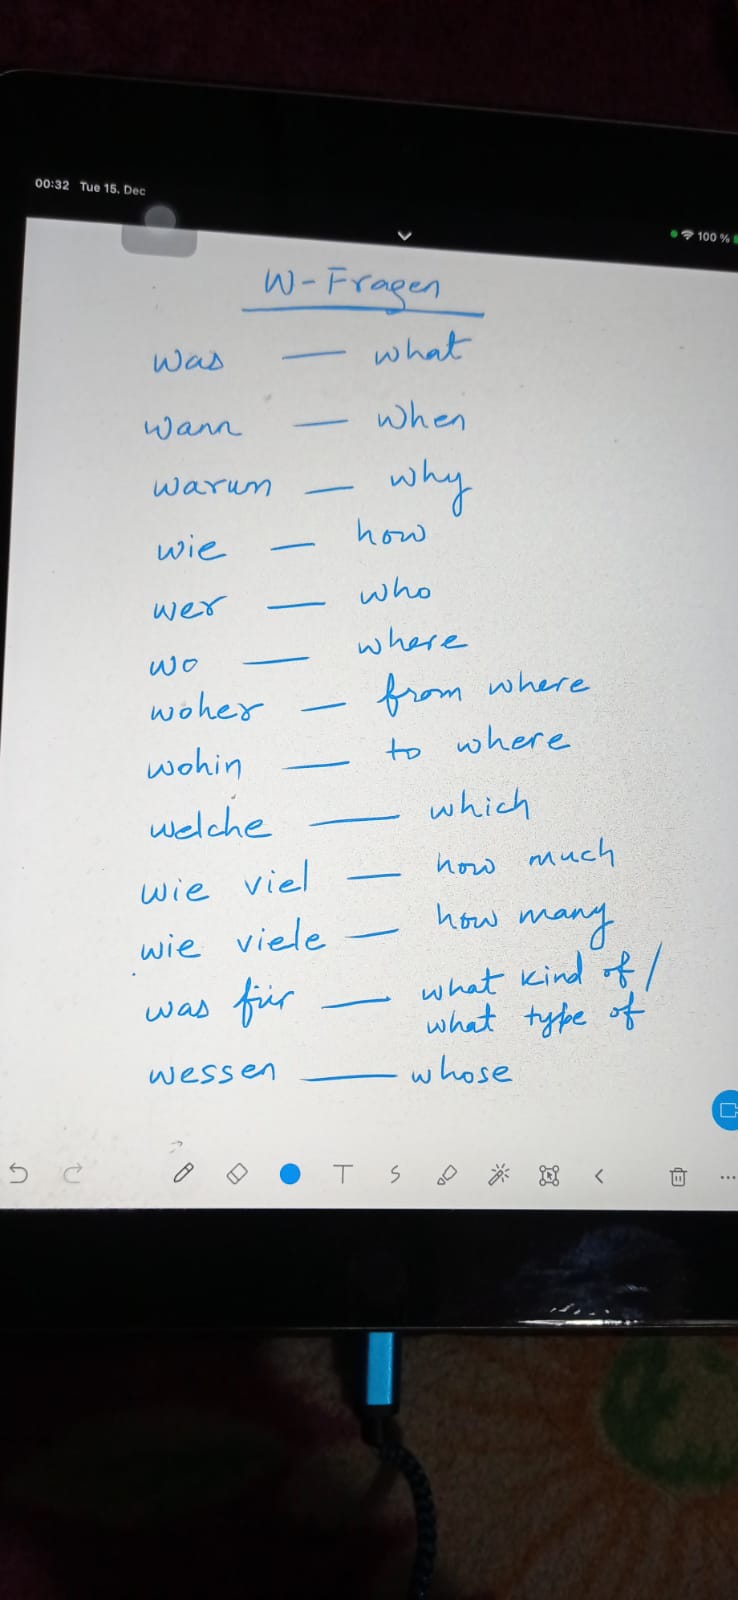 00:32 Tue 15. Dec
100 %
W-Fragen
was — what
wann — when
warum — why
wie — how
wer — who
wo — where
woher — from where
wohin — to where
welche — which
wie viel — how much
wie viele — how many
was für — what kind of /
what type of
wessen — whose
T